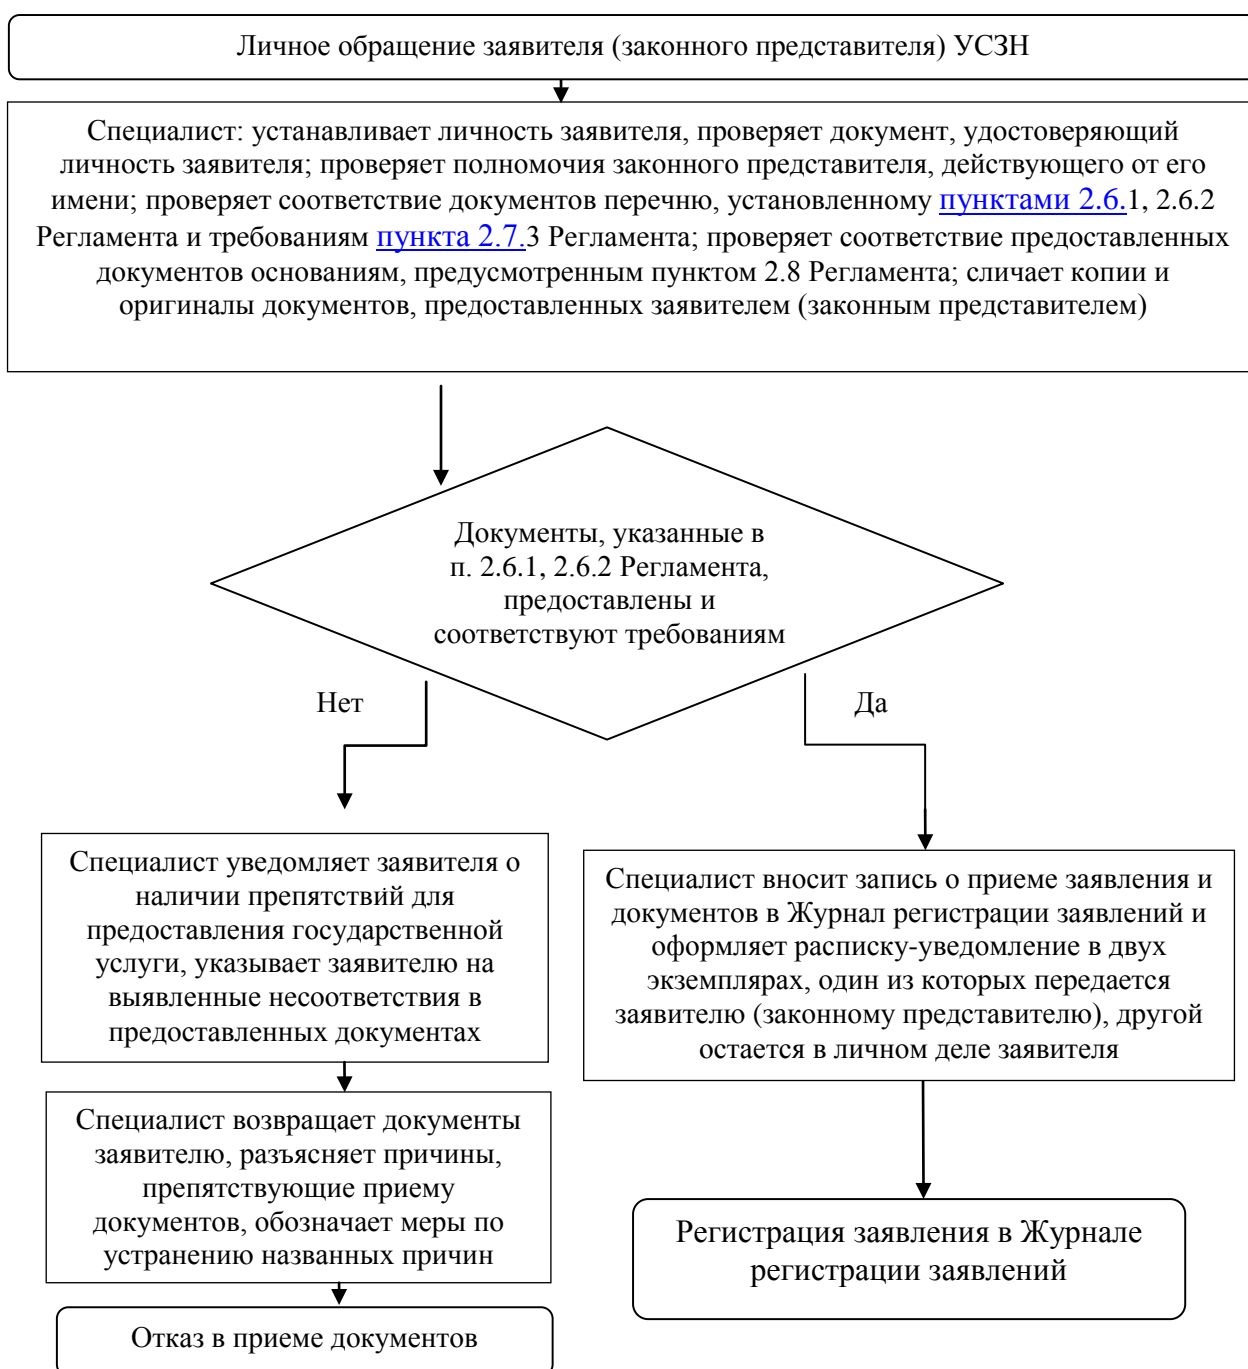 Личное обращение заявителя (законного представителя) УСЗН
Специалист: устанавливает личность заявителя, проверяет документ, удостоверяющий
личность заявителя; проверяет полномочия законного представителя, действующего от его
имени; проверяет соответствие документов перечню, установленному пунктами 2.6.1, 2.6.2
Регламента и требованиям пункта 2.7.3 Регламента; проверяет соответствие предоставленных
документов основаниям, предусмотренным пунктом 2.8 Регламента; сличает копии и
оригиналы документов, предоставленных заявителем (законным представителем)
Документы, указанные в
п. 2.6.1, 2.6.2 Регламента,
предоставлены и
соответствуют требованиям
Нет
Да
Специалист уведомляет заявителя о
наличии препятствий для
предоставления государственной
услуги, указывает заявителю на
выявленные несоответствия в
предоставленных документах
Специалист вносит запись о приеме заявления и
документов в Журнал регистрации заявлений и
оформляет расписку-уведомление в двух
экземплярах, один из которых передается
заявителю (законному представителю), другой
остается в личном деле заявителя
Специалист возвращает документы
заявителю, разъясняет причины,
препятствующие приему
документов, обозначает меры по
устранению названных причин
Регистрация заявления в Журнале
регистрации заявлений
Отказ в приеме документов